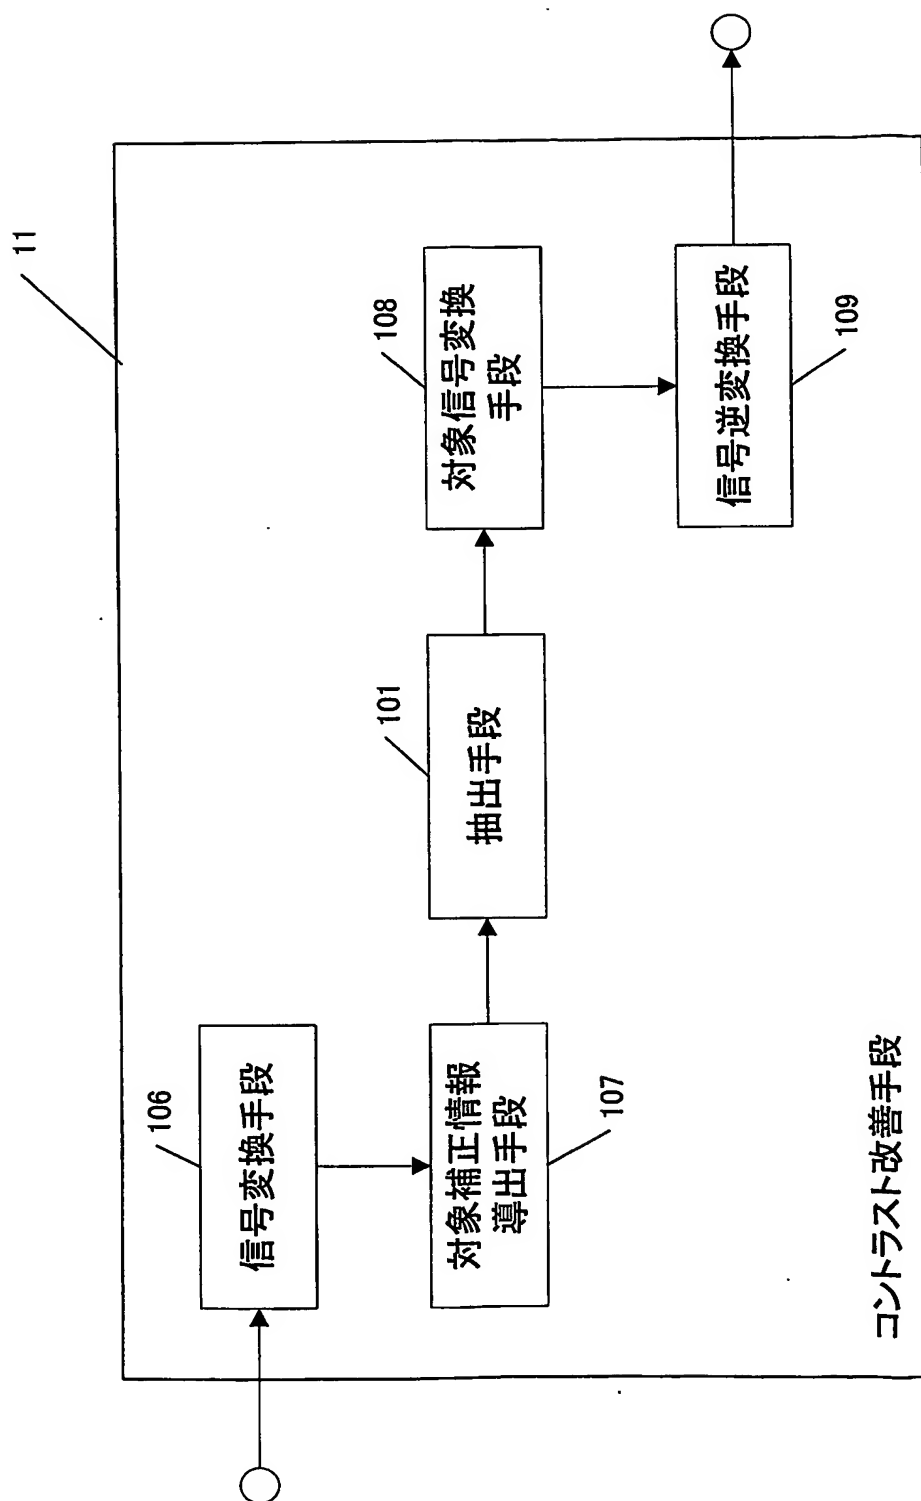 11
106
信号変換手段
対象補正情報
導出手段
107
101
抽出手段
108
対象信号変換
手段
信号逆変換手段
109
コントラスト改善手段